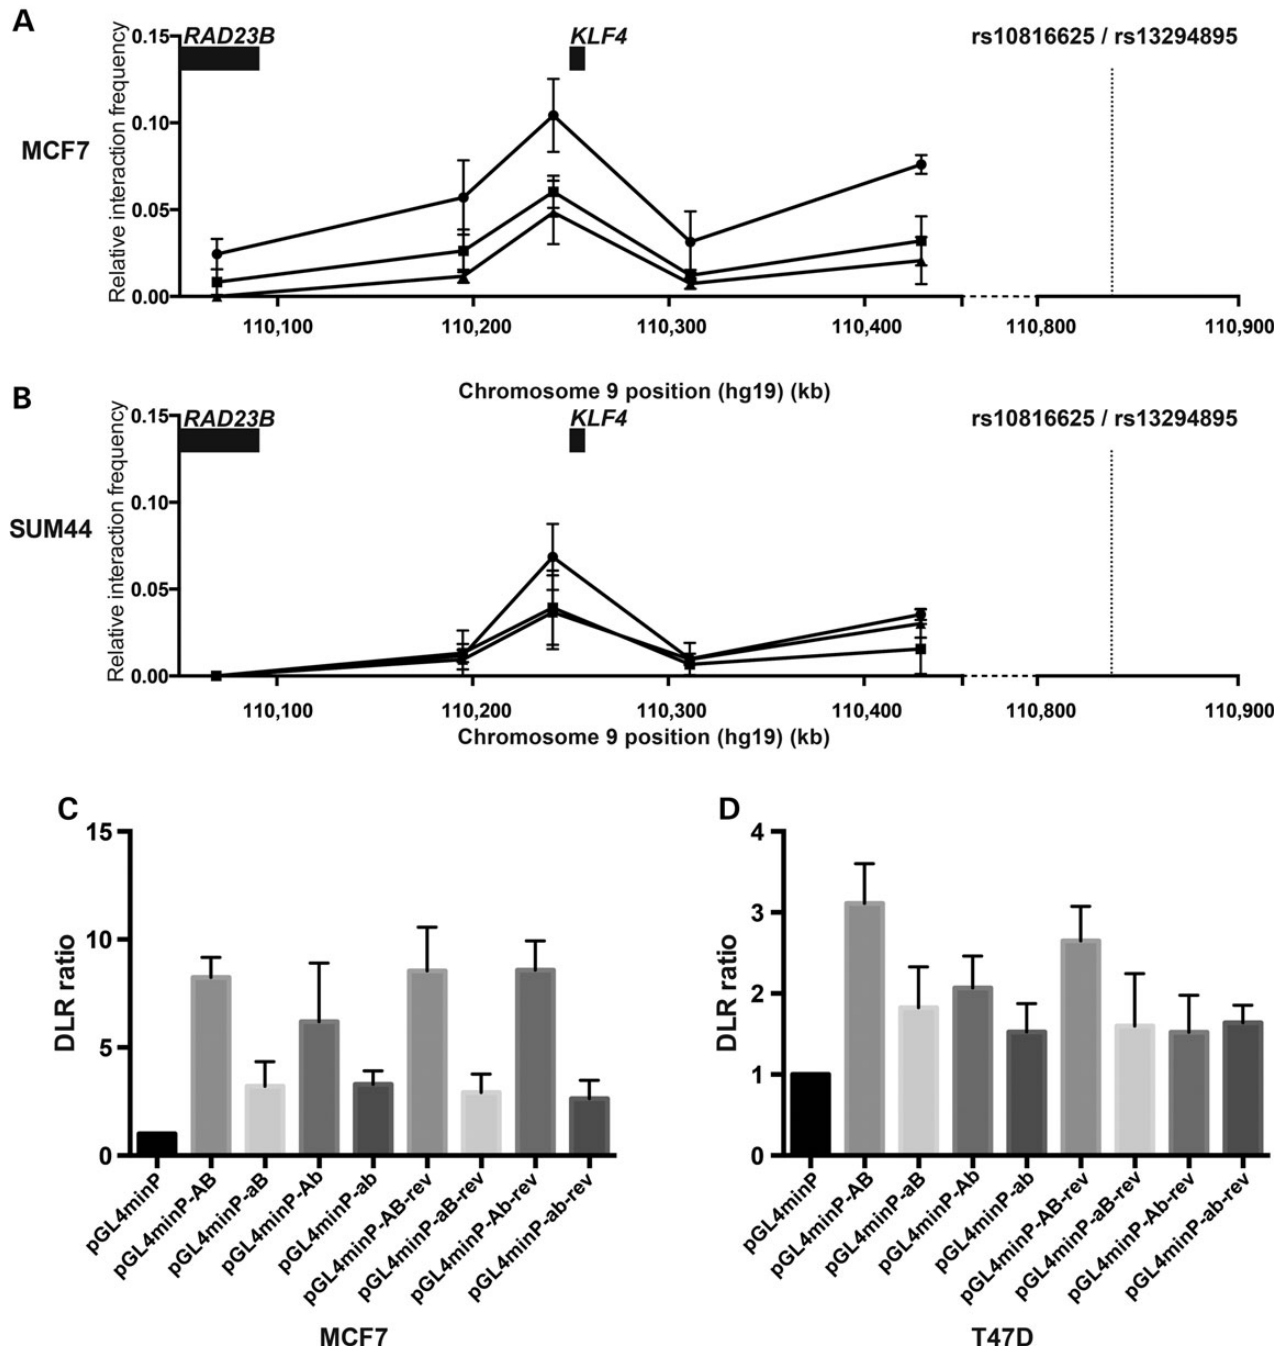 A
0.15
RAD23B
KLF4
rs10816625 / rs13294895
Relative interaction frequency
0.10
MCF7
0.05
0.00
110,100
110,200
110,300
110,400
110,800
110,900
Chromosome 9 position (hg19) (kb)
B
0.15
RAD23B
KLF4
rs10816625 / rs13294895
Relative interaction frequency
0.10
SUM44
0.05
0.00
110,100
110,200
110,300
110,400
110,800
110,900
Chromosome 9 position (hg19) (kb)
C
15
10
5
0
DLR ratio
pGL4minP
pGL4minP-AB
pGL4minP-aB
pGL4minP-Ab
pGL4minP-ab
pGL4minP-AB-rev
pGL4minP-aB-rev
pGL4minP-Ab-rev
pGL4minP-ab-rev
MCF7
D
4
3
2
1
0
DLR ratio
pGL4minP
pGL4minP-AB
pGL4minP-aB
pGL4minP-Ab
pGL4minP-ab
pGL4minP-AB-rev
pGL4minP-aB-rev
pGL4minP-Ab-rev
pGL4minP-ab-rev
T47D